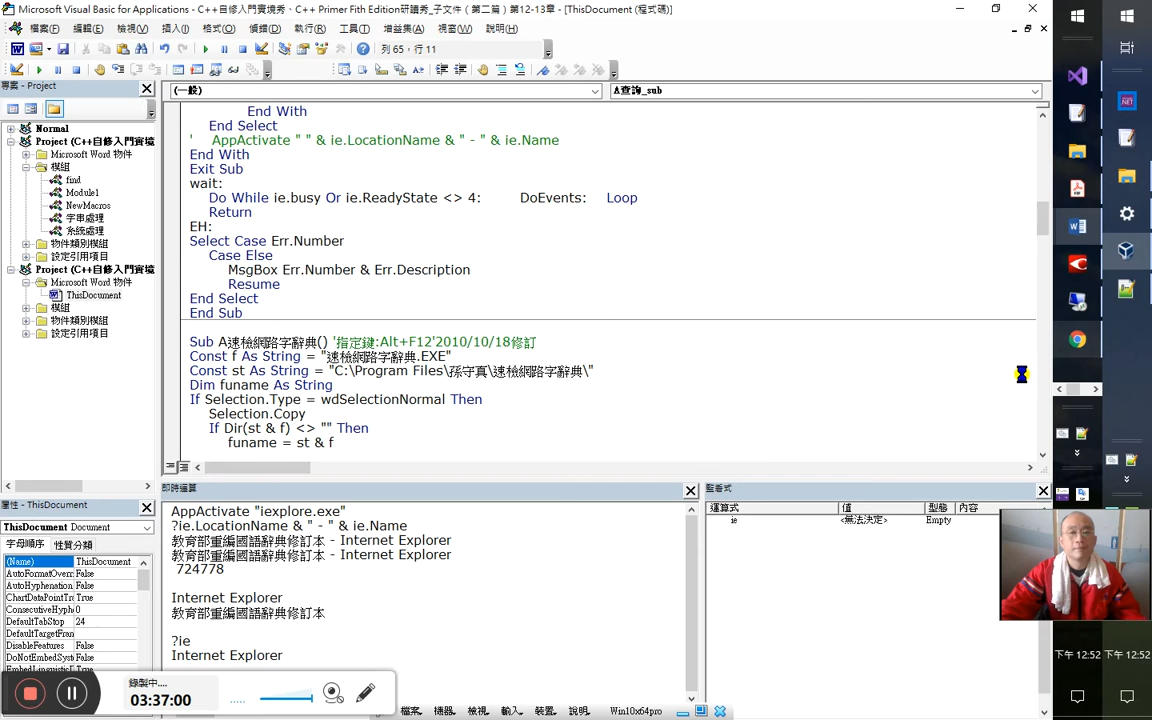 Microsoft Visual Basic for Applications - C++自修入門實境秀、C++ Primer Fith Edition研讀秀_子文件 ( 第二篇 ) 第12-13章 - [ThisDocument (程式碼)]
檔案(F) 編輯(E) 檢視(V) 插入(I) 格式(O) 偵錯(D) 執行(R) 工具(T) 增益集(A) 視窗(W) 說明(H)
列 65，行 11
專案 - Project
(一般)
A查詢_sub
Normal
Project (C++自修入門實境
Microsoft Word 物件
模組
find
Module1
NewMacros
字串處理
系統處理
物件類別模組
設定引用項目
Project (C++自修入門實境
Microsoft Word 物件
ThisDocument
模組
物件類別模組
設定引用項目
End With
End Select
' AppActivate " " & ie.LocationName & " - " & ie.Name
End With
Exit Sub
wait:
Do While ie.busy Or ie.ReadyState <> 4: DoEvents: Loop
Return
EH:
Select Case Err.Number
Case Else
MsgBox Err.Number & Err.Description
Resume
End Select
End Sub
Sub A速檢網路字辭典() '指定鍵:Alt+F12'2010/10/18修訂
Const f As String = "速檢網路字辭典.EXE"
Const st As String = "C:\Program Files\孫守真\速檢網路字辭典\"
Dim funame As String
If Selection.Type = wdSelectionNormal Then
Selection.Copy
If Dir(st & f) <> "" Then
funame = st & f
屬性 - ThisDocument
ThisDocument Document
字母順序 性質分類
(Name) ThisDocument
AutoFormatOverr False
AutoHyphenation False
ChartDataPointTr True
ConsecutiveHyph 0
DefaultTabStop 24
DefaultTargetFran
DisableFeatures False
DoNotEmbedSyst False
EmbedLinguisticD True
即時運算
AppActivate "iexplore.exe"
?ie.LocationName & " - " & ie.Name
教育部重編國語辭典修訂本 - Internet Explorer
教育部重編國語辭典修訂本 - Internet Explorer
724778
Internet Explorer
教育部重編國語辭典修訂本
?ie
Internet Explorer
監看式
運算式 值 型態 內容
ie <無法決定> Empty
錄製中....
03:37:00
檔案 機器 檢視 輸入 裝置 說明 Win10x64pro
下午 12:52 下午 12:52